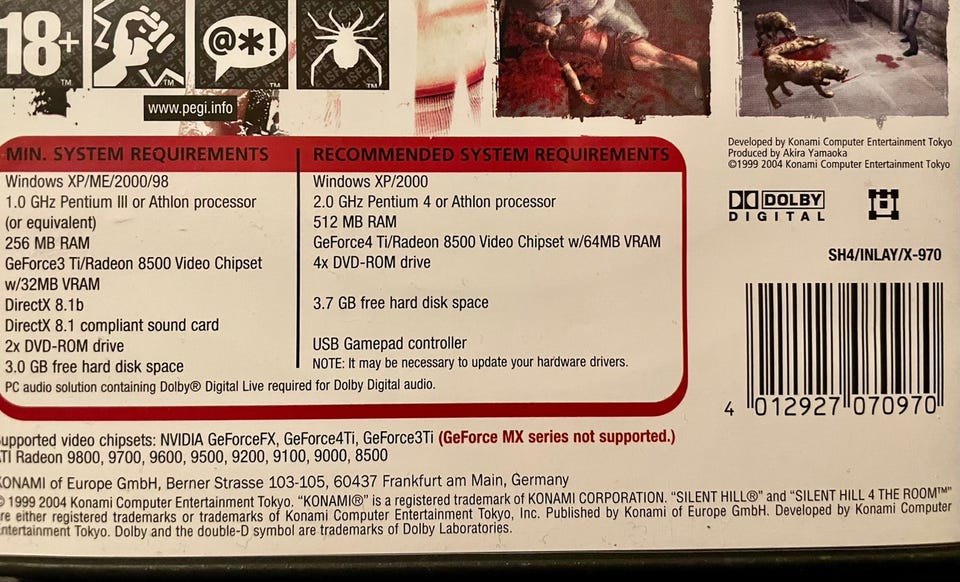 18+
TM
TM
@*!
TM
TM
www.pegi.info
MIN. SYSTEM REQUIREMENTS
Windows XP/ME/2000/98
1.0 GHz Pentium III or Athlon processor
(or equivalent)
256 MB RAM
GeForce3 Ti/Radeon 8500 Video Chipset
w/32MB VRAM
DirectX 8.1b
DirectX 8.1 compliant sound card
2x DVD-ROM drive
3.0 GB free hard disk space
PC audio solution containing Dolby® Digital Live required for Dolby Digital audio.
RECOMMENDED SYSTEM REQUIREMENTS
Windows XP/2000
2.0 GHz Pentium 4 or Athlon processor
512 MB RAM
GeForce4 Ti/Radeon 8500 Video Chipset w/64MB VRAM
4x DVD-ROM drive
3.7 GB free hard disk space
USB Gamepad controller
NOTE: It may be necessary to update your hardware drivers.
Developed by Konami Computer Entertainment Tokyo
Produced by Akira Yamaoka
©1999 2004 Konami Computer Entertainment Tokyo
DOLBY
DIGITAL
SH4/INLAY/X-970
4 012927 070970
upported video chipsets: NVIDIA GeForceFX, GeForce4Ti, GeForce3Ti (GeForce MX series not supported.)
TI Radeon 9800, 9700, 9600, 9500, 9200, 9100, 9000, 8500
KONAMI of Europe GmbH, Berner Strasse 103-105, 60437 Frankfurt am Main, Germany
© 1999 2004 Konami Computer Entertainment Tokyo. "KONAMI®" is a registered trademark of KONAMI CORPORATION. "SILENT HILL®" and "SILENT HILL 4 THE ROOM™"
re either registered trademarks or trademarks of Konami Computer Entertainment Tokyo, Inc. Published by Konami of Europe GmbH. Developed by Konami Computer
ntertainment Tokyo. Dolby and the double-D symbol are trademarks of Dolby Laboratories.